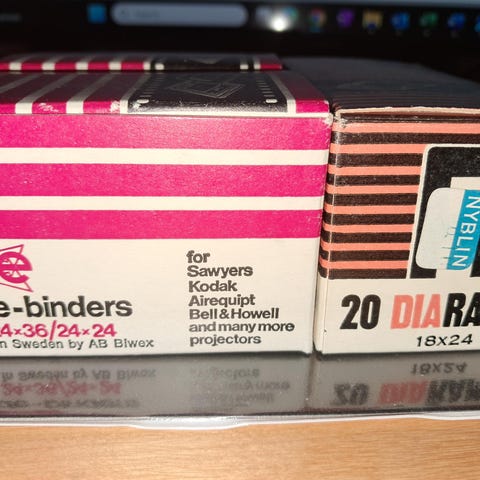 e
e-binders
4×36/24×24
n Sweden by AB Biwex
for
Sawyers
Kodak
Airequipt
Bell & Howell
and many more
projectors
NYBLIN
20 DIARA
18x24